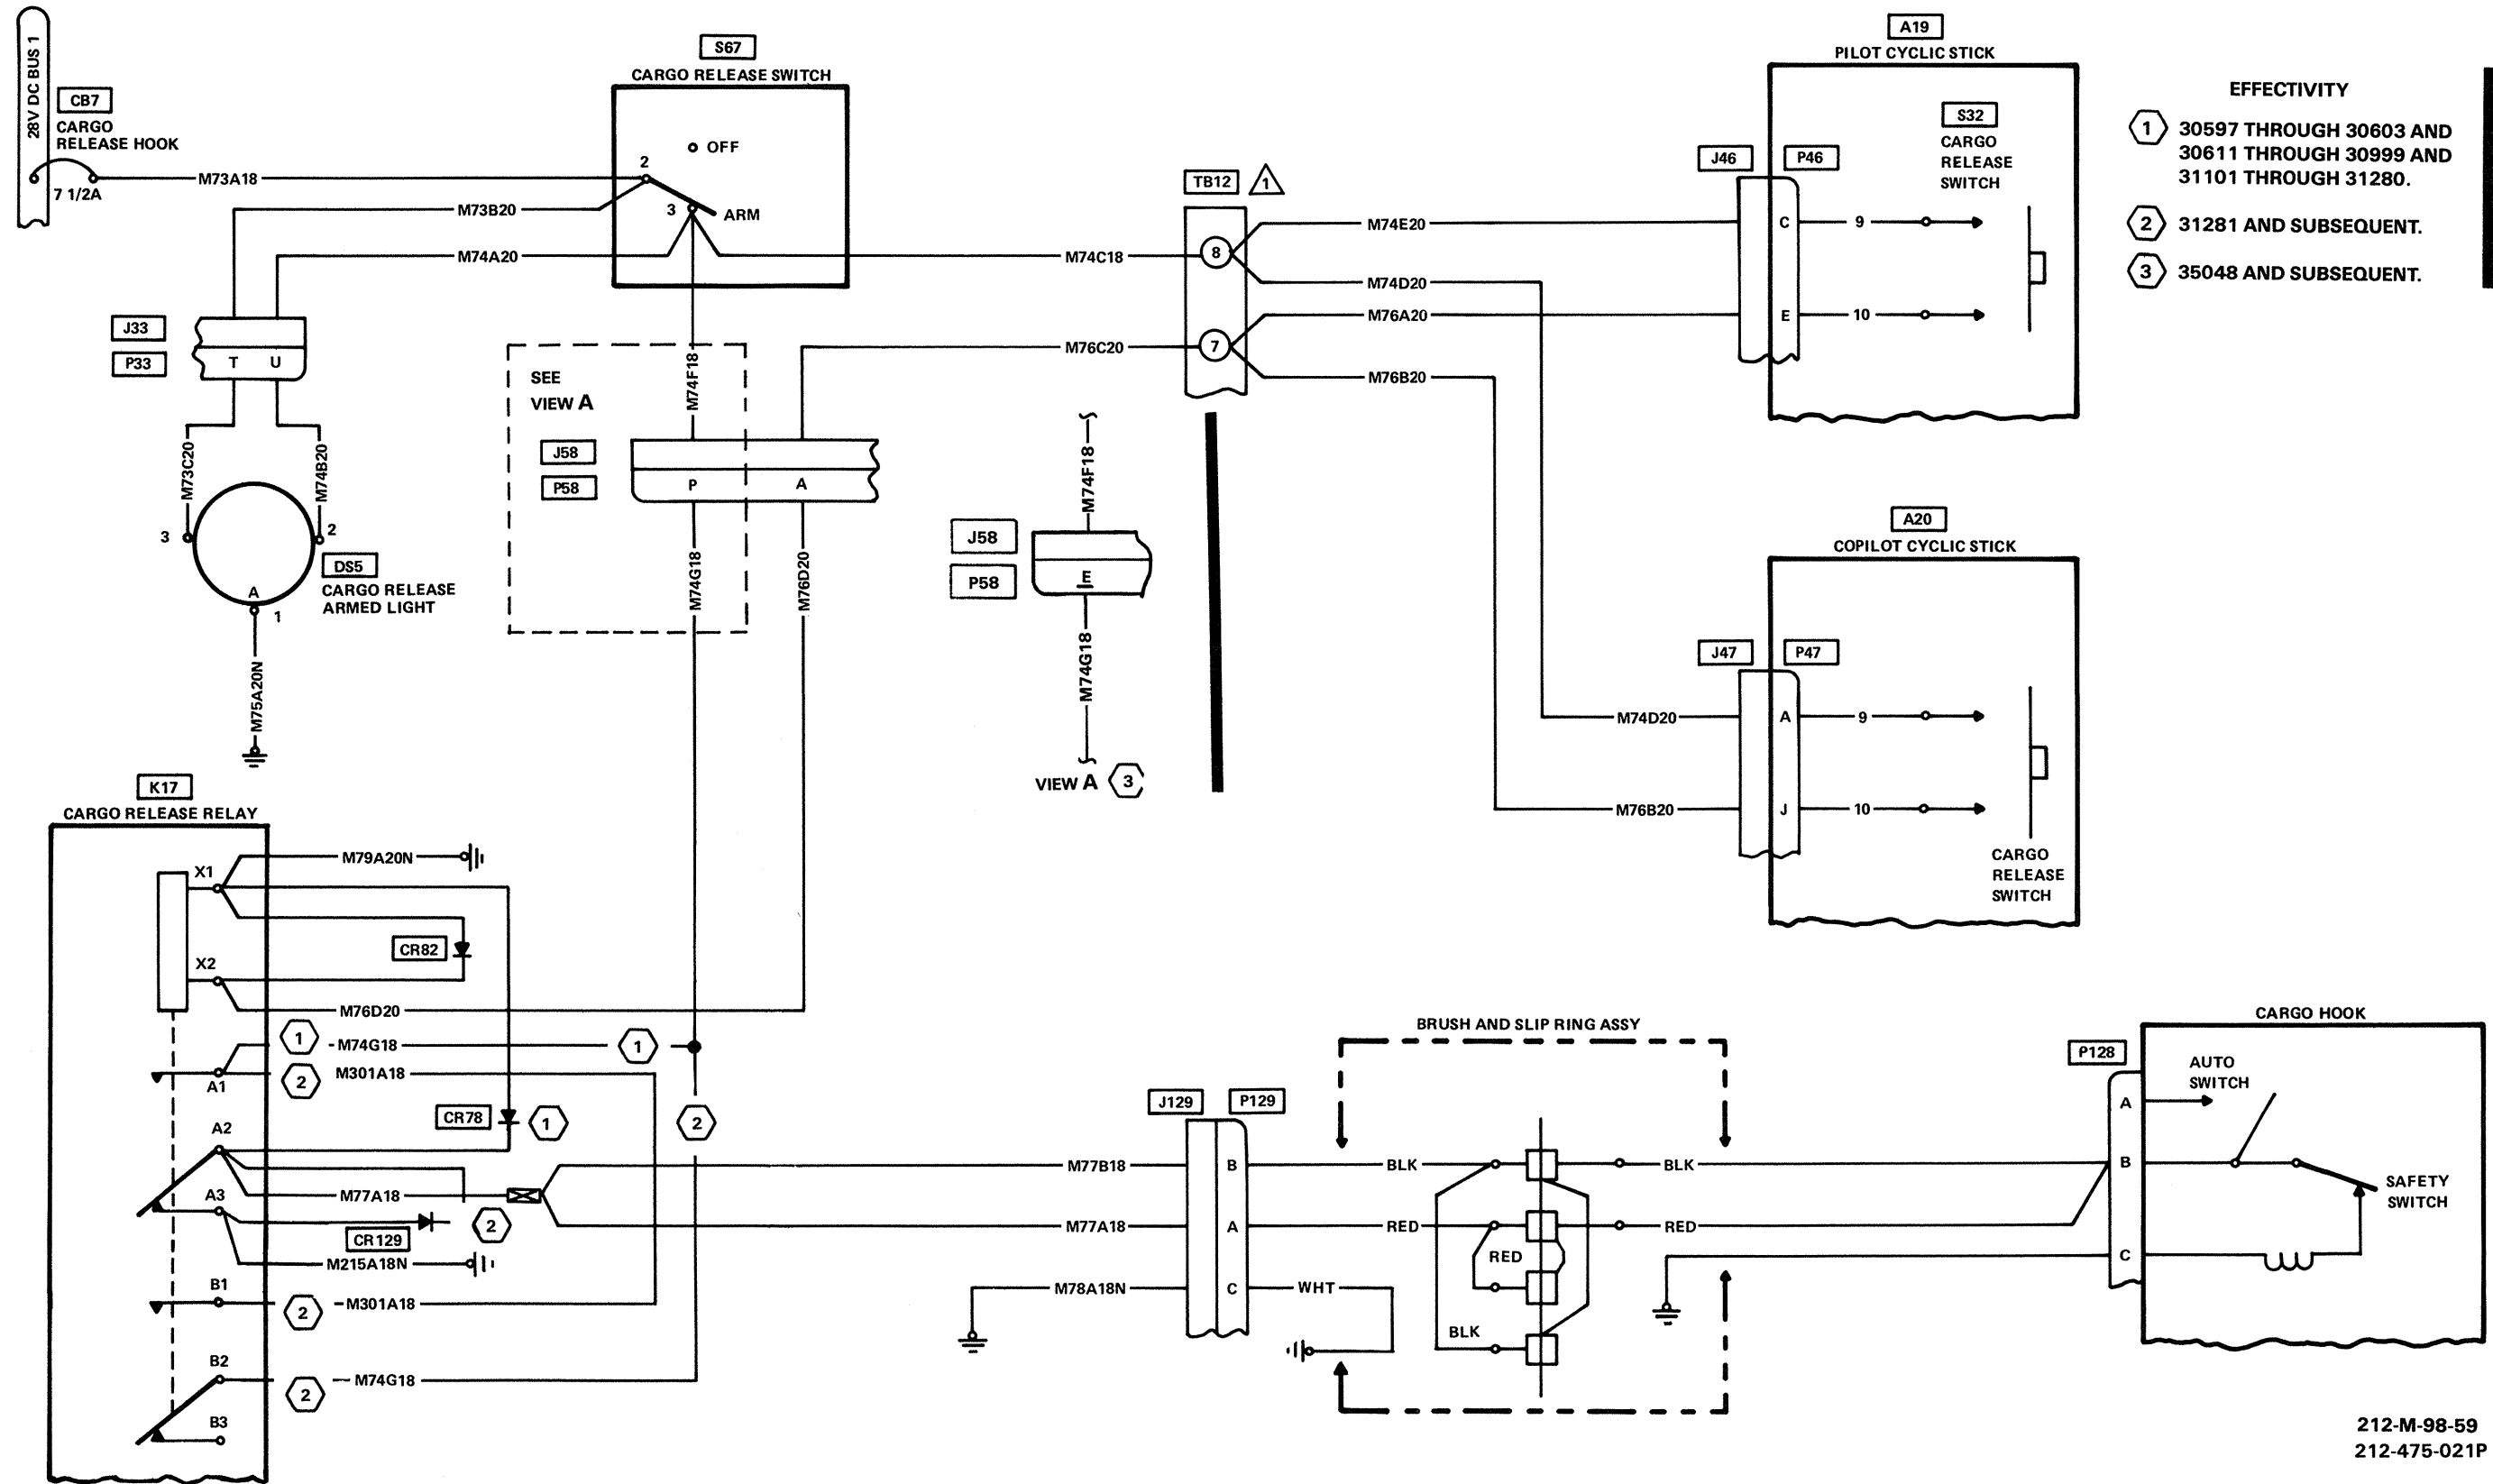 28V DC BUS 1
CB7
CARGO
RELEASE HOOK
7 1/2A
M73A18
M73B20
M74A20
S67
CARGO RELEASE SWITCH
OFF
2
3
ARM
J33
P33
T U
M73C20
M74B20
3
2
A
1
DS5
CARGO RELEASE
ARMED LIGHT
M75A20N
SEE
VIEW A
M74F18
J58
P58
P A
M74G18
M76D20
M74C18
M76C20
TB12
1
8
7
M74E20
M74D20
M76A20
M76B20
M74F18
J58
P58
E
M74G18
VIEW A 3
A19
PILOT CYCLIC STICK
S32
CARGO
RELEASE
SWITCH
J46
P46
C 9
E 10
EFFECTIVITY
1 30597 THROUGH 30603 AND
30611 THROUGH 30999 AND
31101 THROUGH 31280.
2 31281 AND SUBSEQUENT.
3 35048 AND SUBSEQUENT.
A20
COPILOT CYCLIC STICK
J47
P47
M74D20
A 9
M76B20
J 10
CARGO
RELEASE
SWITCH
K17
CARGO RELEASE RELAY
X1
M79A20N
CR82
X2
M76D20
1
M74G18
1
A1
2
M301A18
CR78
1
2
A2
A3
M77A18
2
CR129
M215A18N
B1
2
M301A18
B2
2
M74G18
B3
BRUSH AND SLIP RING ASSY
J129
P129
M77B18
B
BLK
BLK
M77A18
A
RED
RED
RED
M78A18N
C
WHT
BLK
CARGO HOOK
P128
AUTO
SWITCH
A
B
SAFETY
SWITCH
C
212-M-98-59
212-475-021P